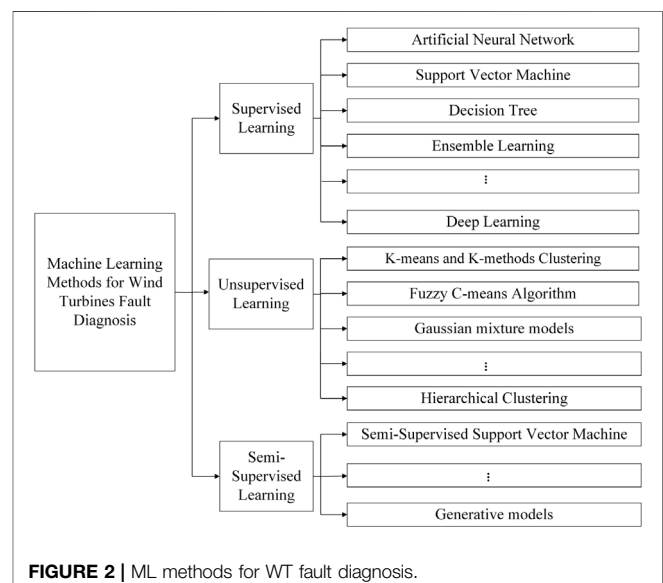 Machine Learning
Methods for Wind
Turbines Fault
Diagnosis
Supervised
Learning
Artificial Neural Network
Support Vector Machine
Decision Tree
Ensemble Learning
⋮
Deep Learning
Unsupervised
Learning
K-means and K-methods Clustering
Fuzzy C-means Algorithm
Gaussian mixture models
⋮
Hierarchical Clustering
Semi-
Supervised
Learning
Semi-Supervised Support Vector Machine
⋮
Generative models
FIGURE 2 | ML methods for WT fault diagnosis.